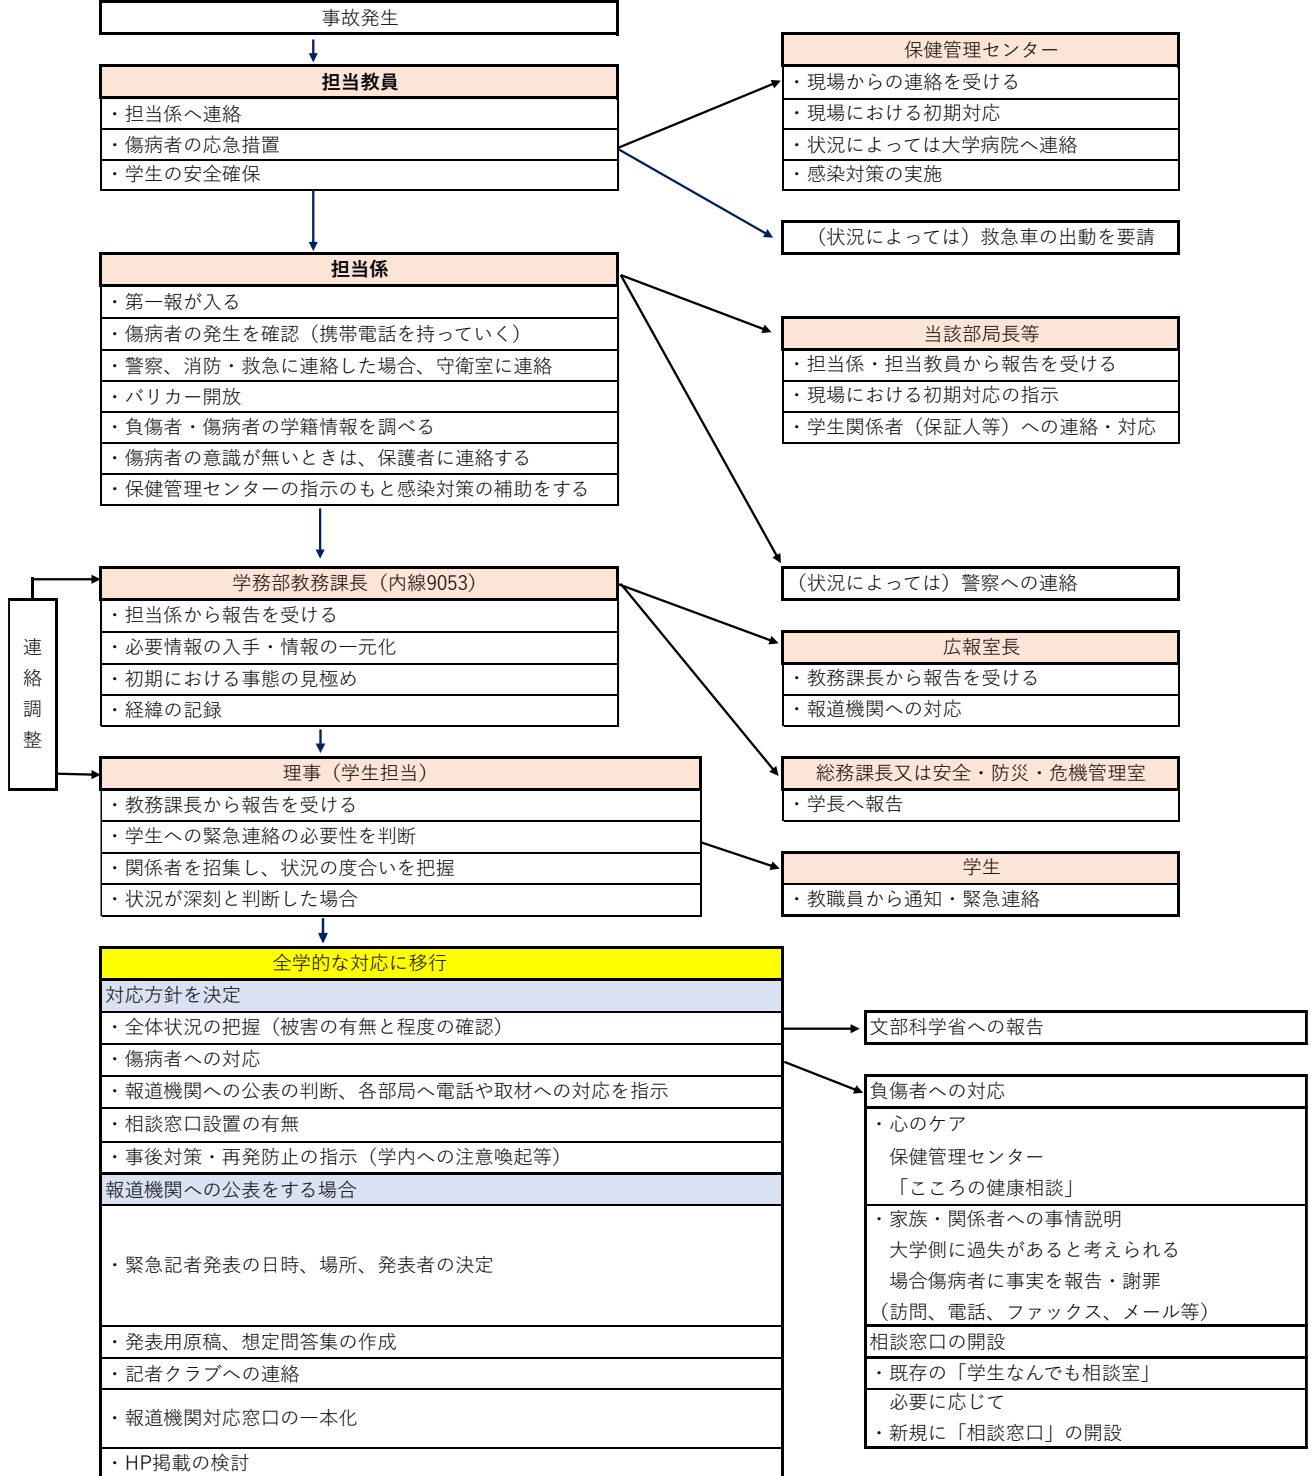 事故発生
担当教員
・担当係へ連絡
・傷病者の応急措置
・学生の安全確保
保健管理センター
・現場からの連絡を受ける
・現場における初期対応
・状況によっては大学病院へ連絡
・感染対策の実施
（状況によっては）救急車の出動を要請
担当係
・第一報が入る
・傷病者の発生を確認（携帯電話を持っていく）
・警察、消防・救急に連絡した場合、守衛室に連絡
・バリカー開放
・負傷者・傷病者の学籍情報を調べる
・傷病者の意識が無いときは、保護者に連絡する
・保健管理センターの指示のもと感染対策の補助をする
当該部局長等
・担当係・担当教員から報告を受ける
・現場における初期対応の指示
・学生関係者（保証人等）への連絡・対応
（状況によっては）警察への連絡
連絡調整
学務部教務課長（内線9053）
・担当係から報告を受ける
・必要情報の入手・情報の一元化
・初期における事態の見極め
・経緯の記録
広報室長
・教務課長から報告を受ける
・報道機関への対応
理事（学生担当）
・教務課長から報告を受ける
・学生への緊急連絡の必要性を判断
・関係者を招集し、状況の度合いを把握
・状況が深刻と判断した場合
総務課長又は安全・防災・危機管理室
・学長へ報告
学生
・教職員から通知・緊急連絡
全学的な対応に移行
対応方針を決定
・全体状況の把握（被害の有無と程度の確認）
・傷病者への対応
・報道機関への公表の判断、各部局へ電話や取材への対応を指示
・相談窓口設置の有無
・事後対策・再発防止の指示（学内への注意喚起等）
報道機関への公表をする場合
・緊急記者発表の日時、場所、発表者の決定
・発表用原稿、想定問答集の作成
・記者クラブへの連絡
・報道機関対応窓口の一本化
・HP掲載の検討
文部科学省への報告
負傷者への対応
・心のケア
保健管理センター
「こころの健康相談」
・家族・関係者への事情説明
大学側に過失があると考えられる
場合傷病者に事実を報告・謝罪
（訪問、電話、ファックス、メール等）
相談窓口の開設
・既存の「学生なんでも相談室」
必要に応じて
・新規に「相談窓口」の開設